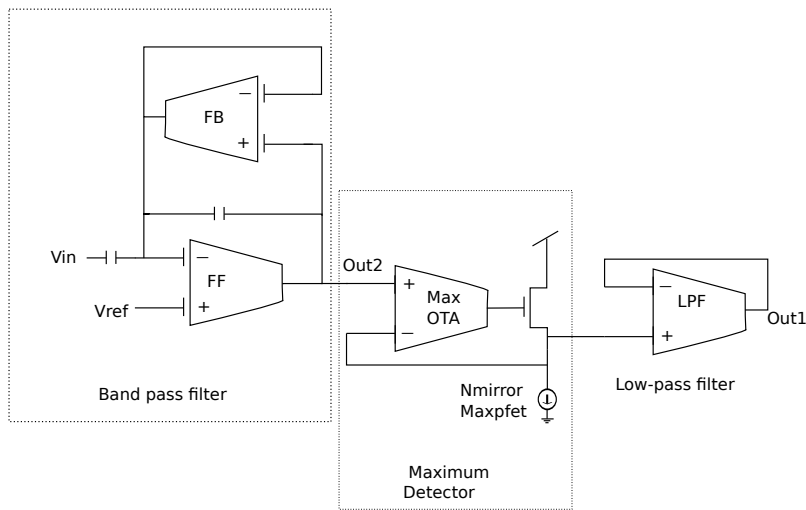 −
FB
+
Vin
−
FF
Vref
+
Out2
+
Max
OTA
−
−
LPF
+
Out1
Band pass filter
Nmirror
Maxpfet
Low-pass filter
Maximum
Detector